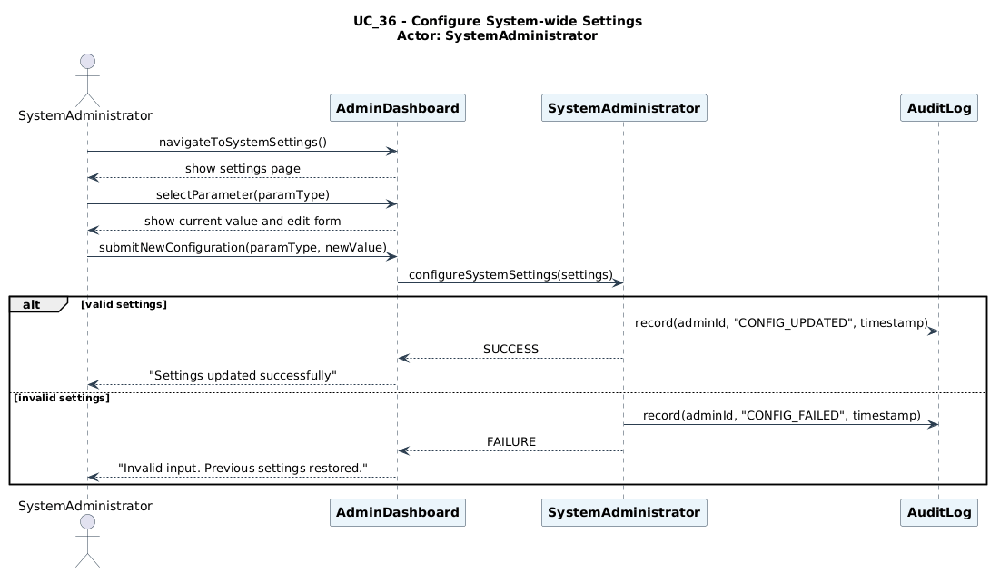 UC_36 - Configure System-wide Settings
Actor: SystemAdministrator
SystemAdministrator
AdminDashboard
SystemAdministrator
AuditLog
navigateToSystemSettings()
show settings page
selectParameter(paramType)
show current value and edit form
submitNewConfiguration(paramType, newValue)
configureSystemSettings(settings)
alt
[valid settings]
record(adminId, "CONFIG_UPDATED", timestamp)
SUCCESS
"Settings updated successfully"
[invalid settings]
record(adminId, "CONFIG_FAILED", timestamp)
FAILURE
"Invalid input. Previous settings restored."
SystemAdministrator
AdminDashboard
SystemAdministrator
AuditLog